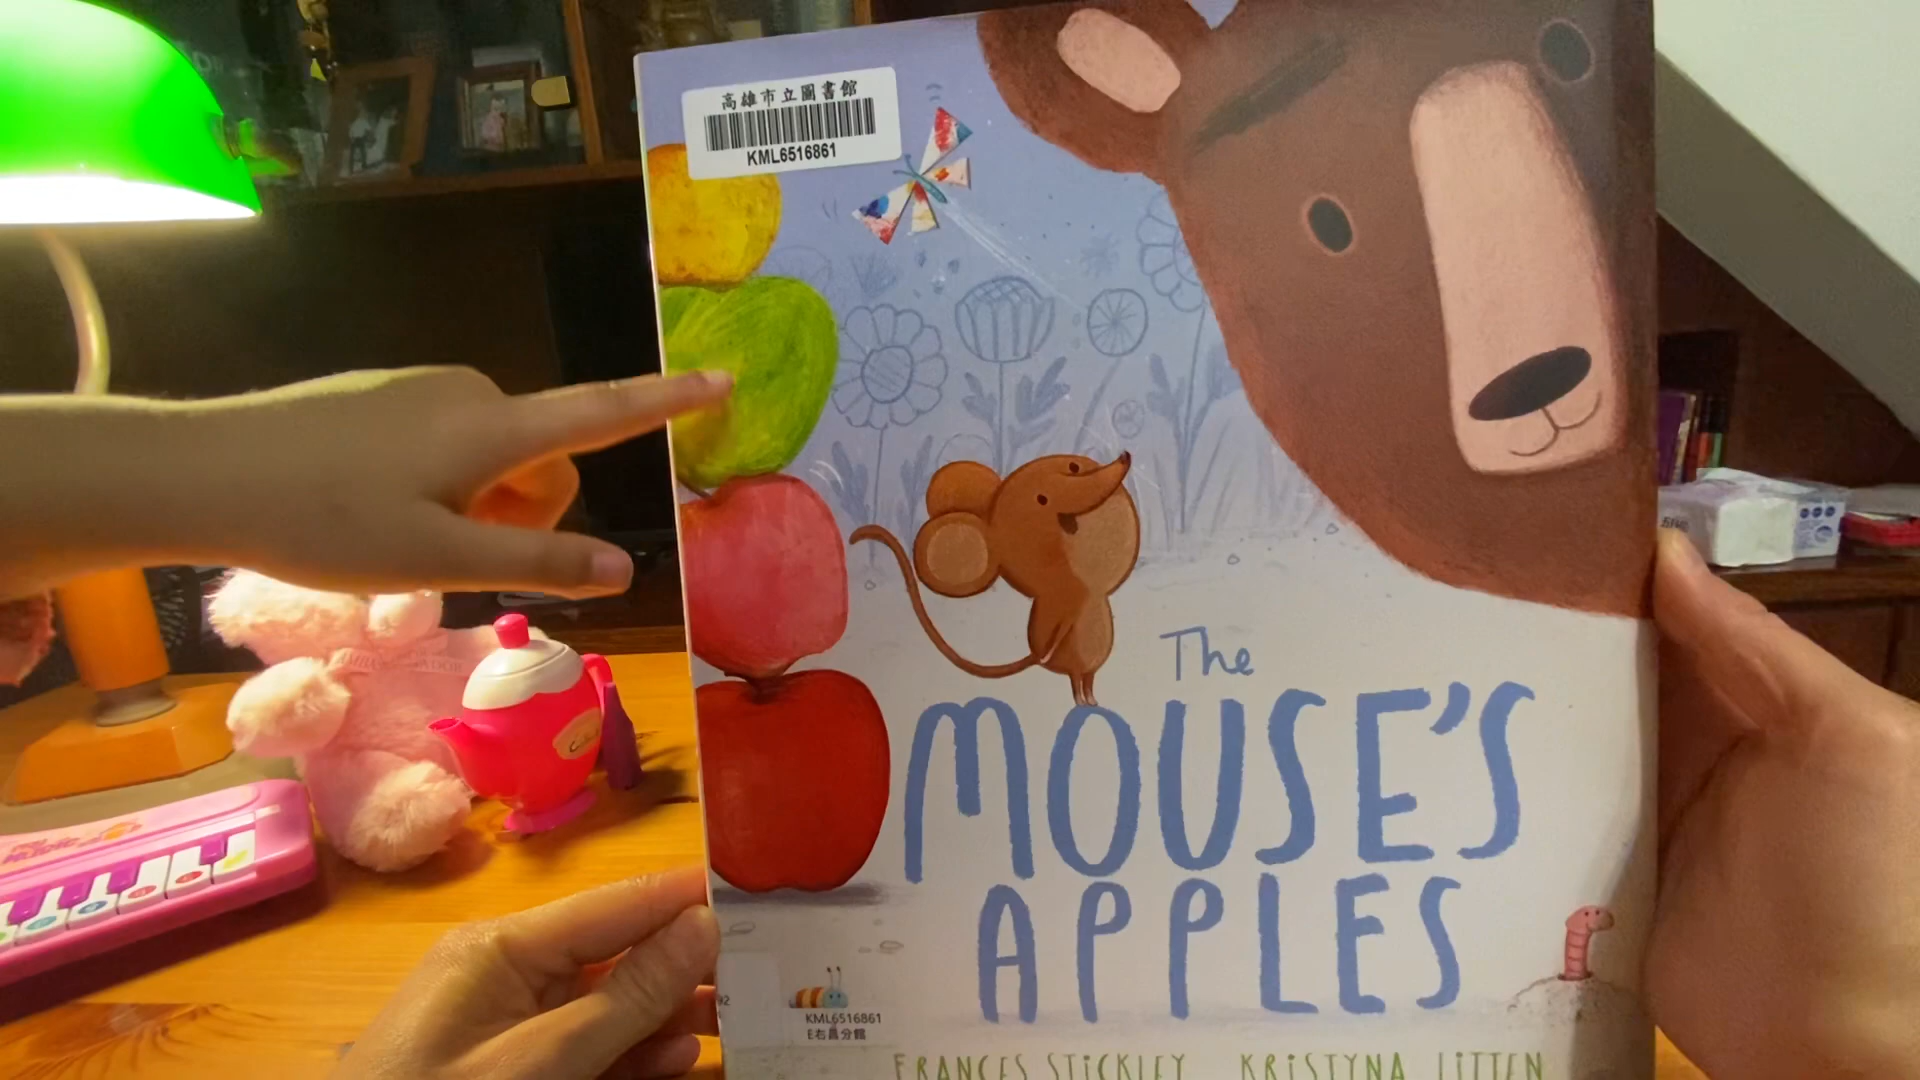 高雄市立圖書館
KML6516861
The
MOUSE'S
APPLES
KML6516861
E右昌分館
FRANCES STICKLEY KRISTYNA LITTEN